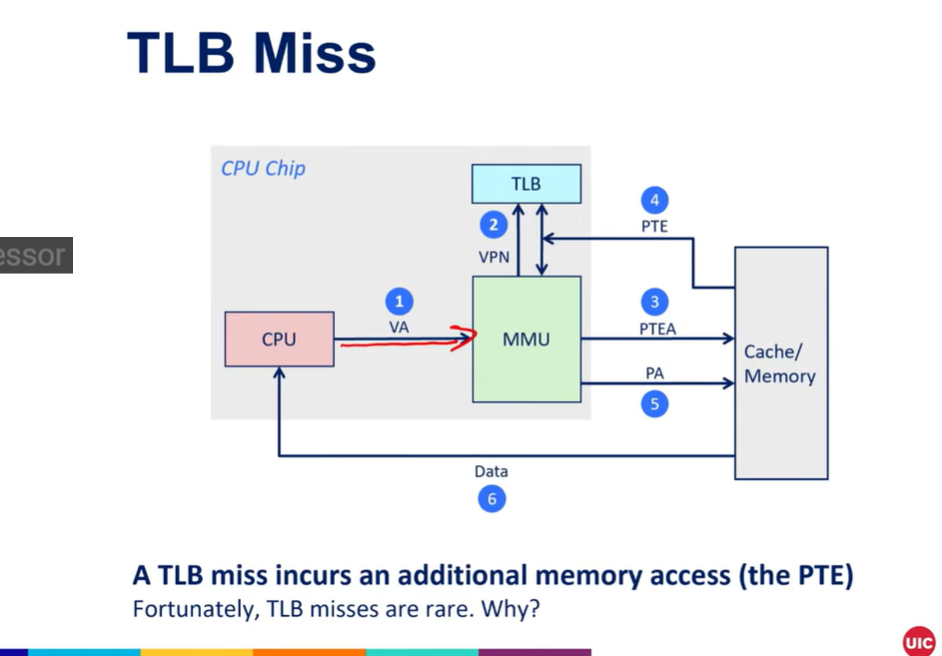 TLB Miss
CPU Chip
TLB
4
PTE
2
VPN
1
VA
3
PTEA
CPU
MMU
Cache/
Memory
PA
5
Data
6
essor
A TLB miss incurs an additional memory access (the PTE)
Fortunately, TLB misses are rare. Why?
UIC